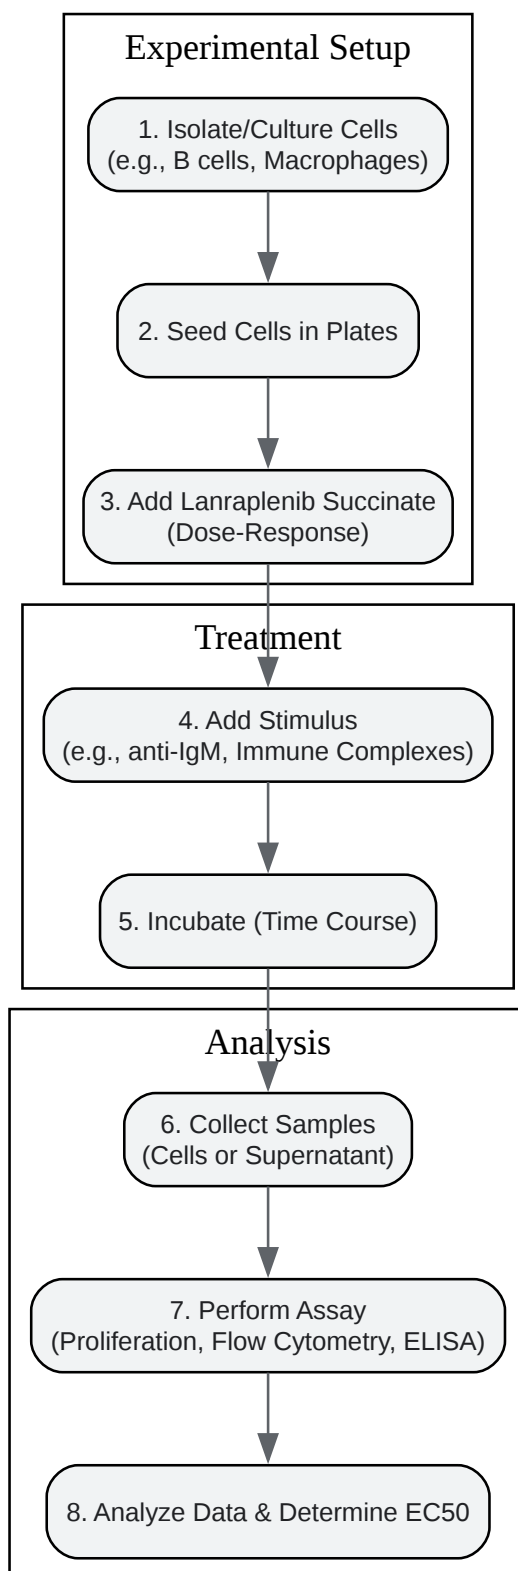 Experimental Setup
1. Isolate/Culture Cells
(e.g., B cells, Macrophages)
2. Seed Cells in Plates
3. Add Lanraplenib Succinate
(Dose-Response)
Treatment
4. Add Stimulus
(e.g., anti-IgM, Immune Complexes)
5. Incubate (Time Course)
Analysis
6. Collect Samples
(Cells or Supernatant)
7. Perform Assay
(Proliferation, Flow Cytometry, ELISA)
8. Analyze Data & Determine EC50